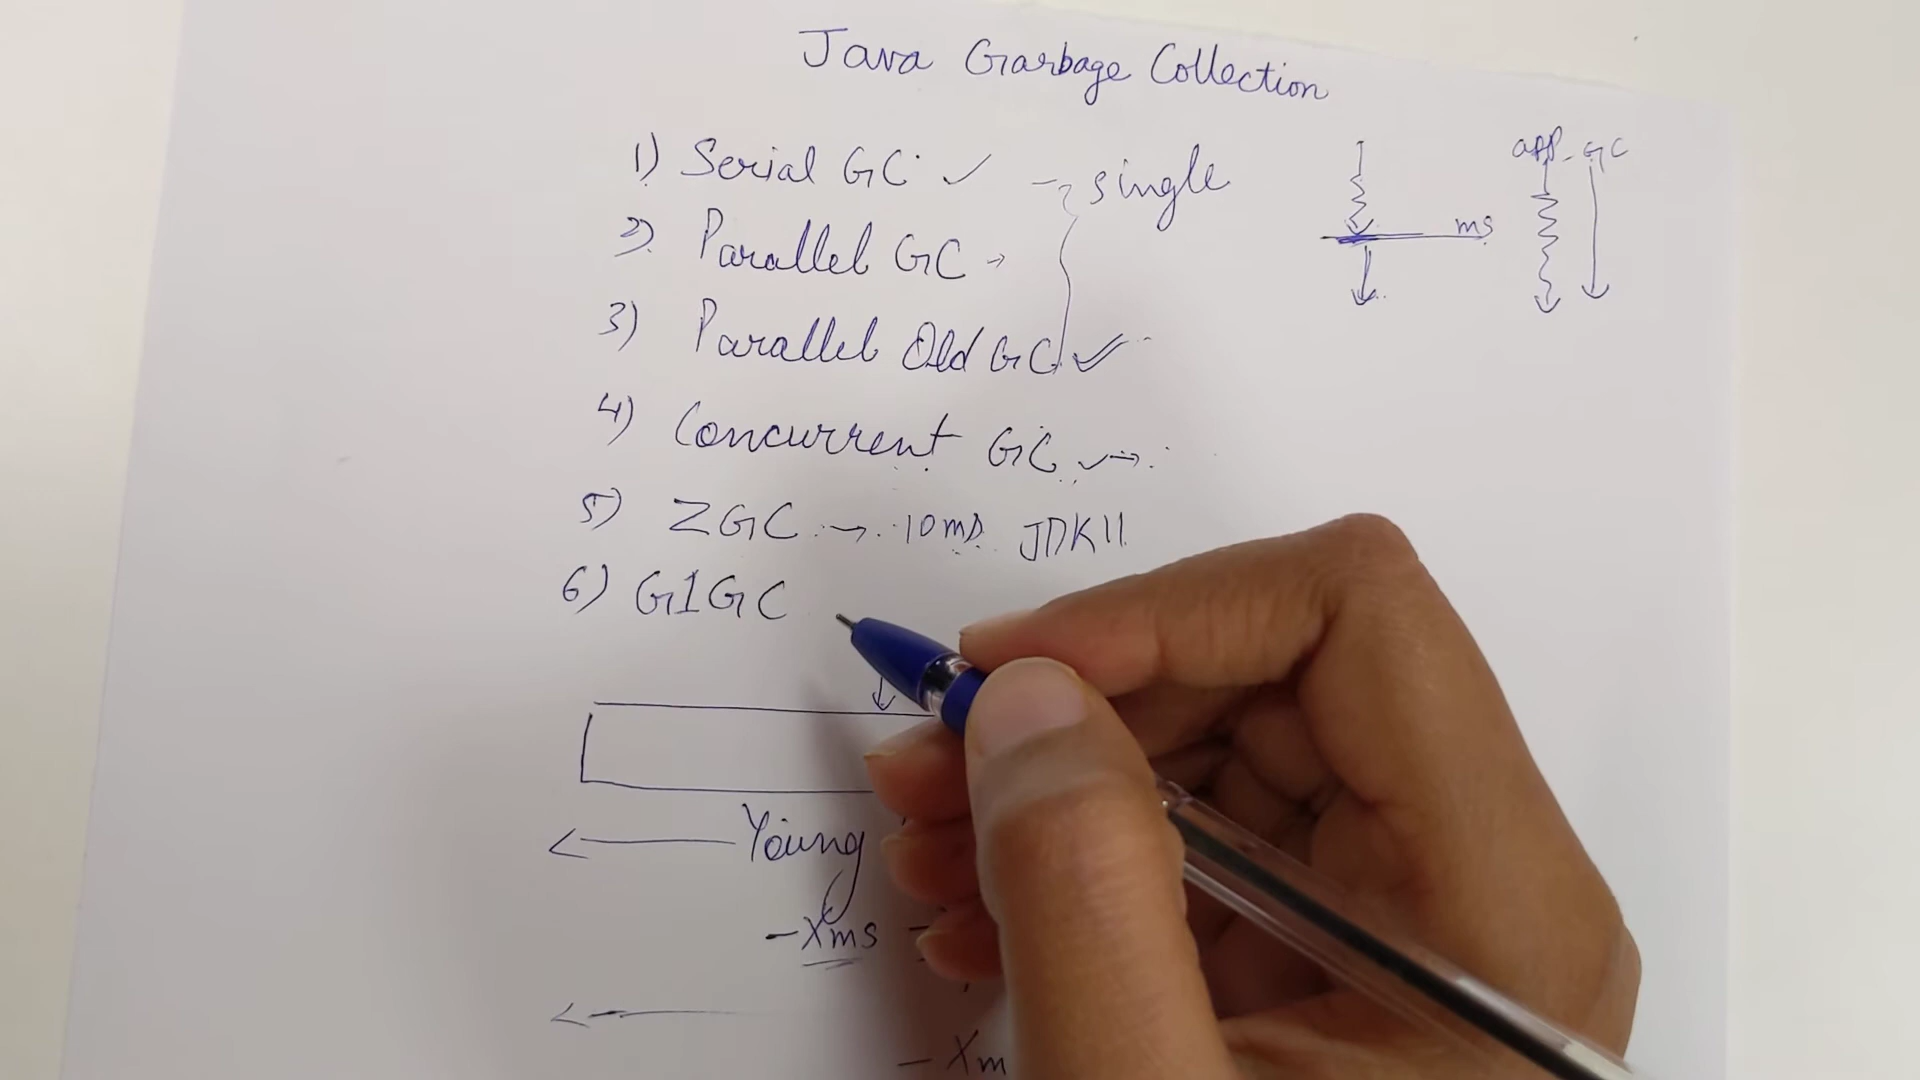 Java Garbage Collection
1) Serial GC - single
2) Parallel GC
3) Parallel Old GC
4) Concurrent GC
5) ZGC → 10ms JDK11
6) G1GC
app GC
ms
Young
-Xms -
- Xm